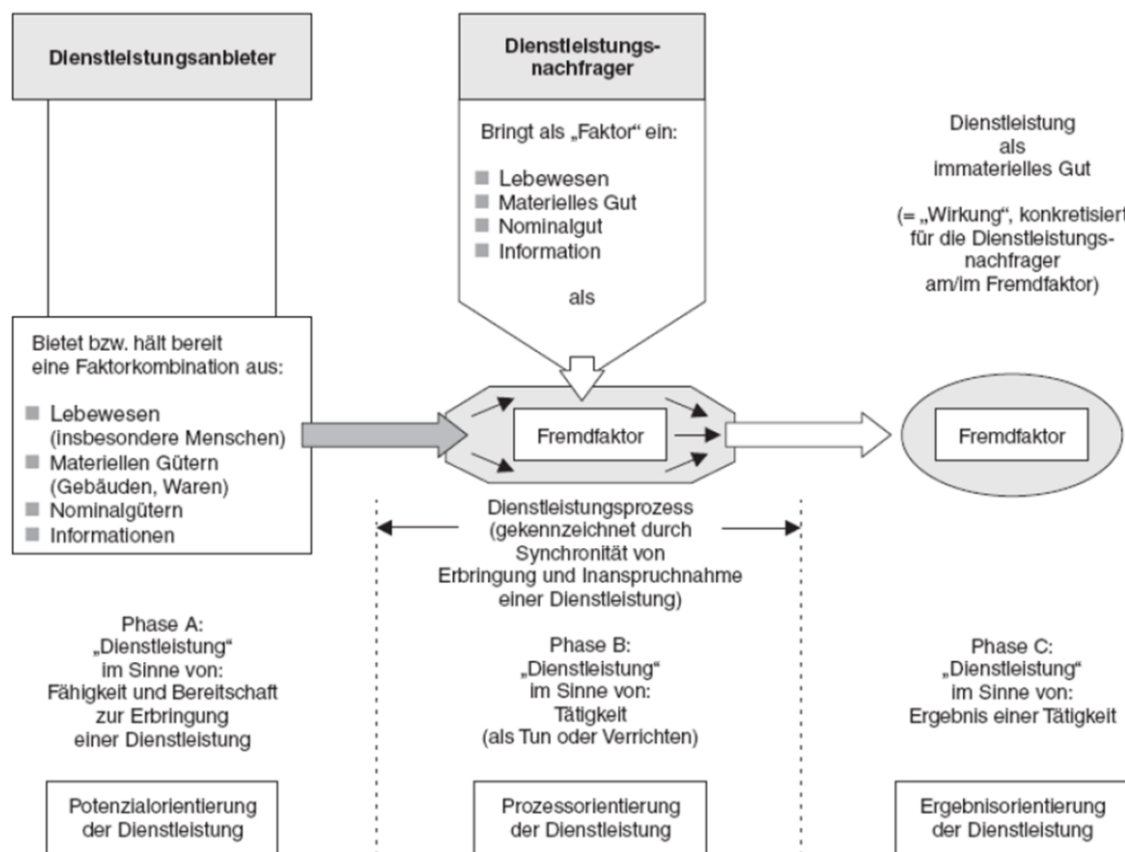 Dienstleistungsanbieter
Bietet bzw. hält bereit
eine Faktorkombination aus:
Lebewesen
(insbesondere Menschen)
Materiellen Gütern
(Gebäuden, Waren)
Nominalgütern
Informationen
Dienstleistungs-
nachfrager
Bringt als „Faktor“ ein:
Lebewesen
Materielles Gut
Nominalgut
Information
als
Fremdfaktor
Dienstleistung
als
immaterielles Gut
(= „Wirkung“, konkretisiert
für die Dienstleistungs-
nachfrager
am/im Fremdfaktor)
Fremdfaktor
Dienstleistungsprozess
(gekennzeichnet durch
Synchronität von
Erbringung und Inanspruchnahme
einer Dienstleistung)
Phase A:
„Dienstleistung“
im Sinne von:
Fähigkeit und Bereitschaft
zur Erbringung
einer Dienstleistung
Phase B:
„Dienstleistung“
im Sinne von:
Tätigkeit
(als Tun oder Verrichten)
Phase C:
„Dienstleistung“
im Sinne von:
Ergebnis einer Tätigkeit
Potenzialorientierung
der Dienstleistung
Prozessorientierung
der Dienstleistung
Ergebnisorientierung
der Dienstleistung